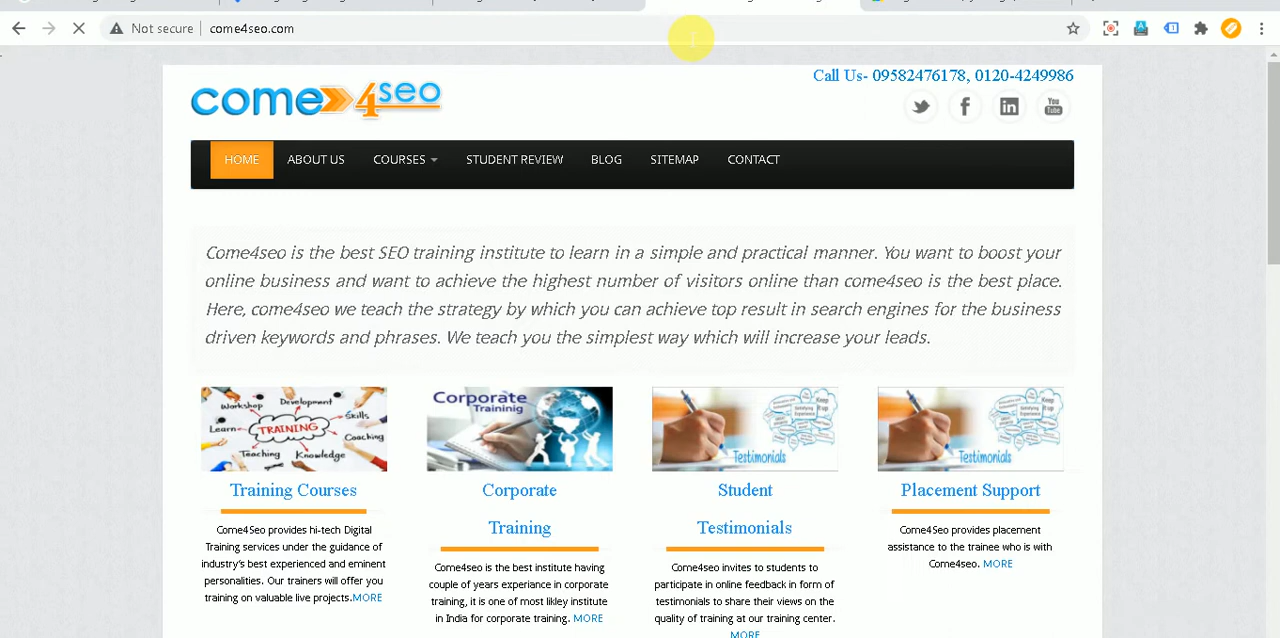 Not secure come4seo.com
Call Us- 09582476178, 0120-4249986
come 4 seo
You Tube
HOME ABOUT US COURSES STUDENT REVIEW BLOG SITEMAP CONTACT
Come4seo is the best SEO training institute to learn in a simple and practical manner. You want to boost your
online business and want to achieve the highest number of visitors online than come4seo is the best place.
Here, come4seo we teach the strategy by which you can achieve top result in search engines for the business
driven keywords and phrases. We teach you the simplest way which will increase your leads.
Workshop Development Skills
Learn TRAINING Coaching
Teaching Knowledge
Corporate
Traininig
Testimonials
Testimonials
Training Courses
Come4Seo provides hi-tech Digital
Training services under the guidance of
industry's best experienced and eminent
personalities. Our trainers will offer you
training on valuable live projects.MORE
Corporate
Training
Come4seo is the best institute having
couple of years experiance in corporate
training, it is one of most likley institute
in India for corporate training. MORE
Student
Testimonials
Come4seo invites to students to
participate in online feedback in form of
testimonials to share their views on the
quality of training at our training center.
MORE
Placement Support
Come4Seo provides placement
assistance to the trainee who is with
Come4seo. MORE